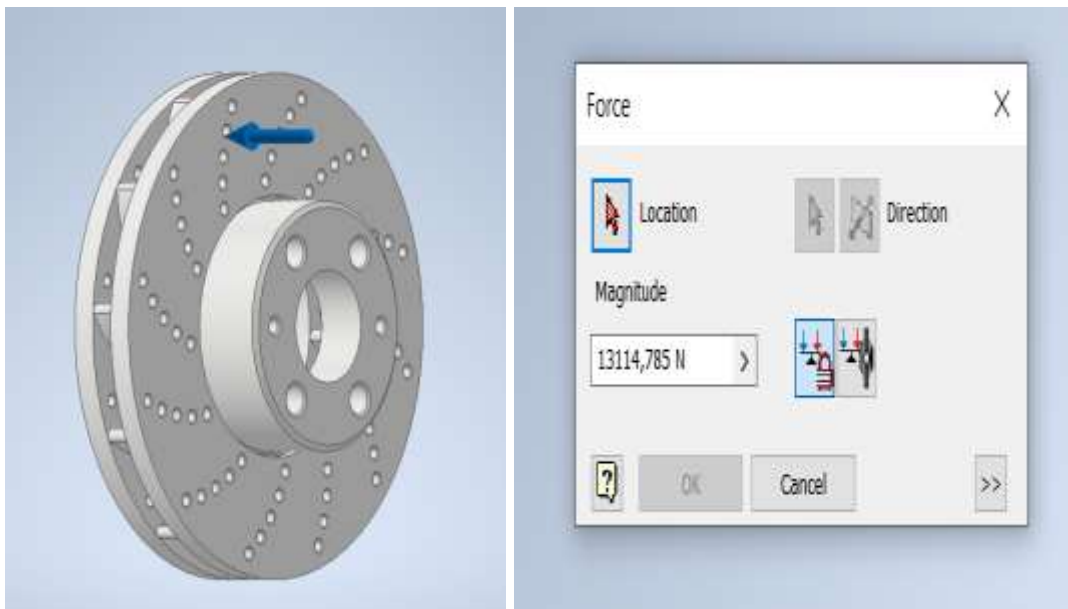 Force
X
Location
Direction
Magnitude
13114,785 N
>
?
OK
Cancel
>>